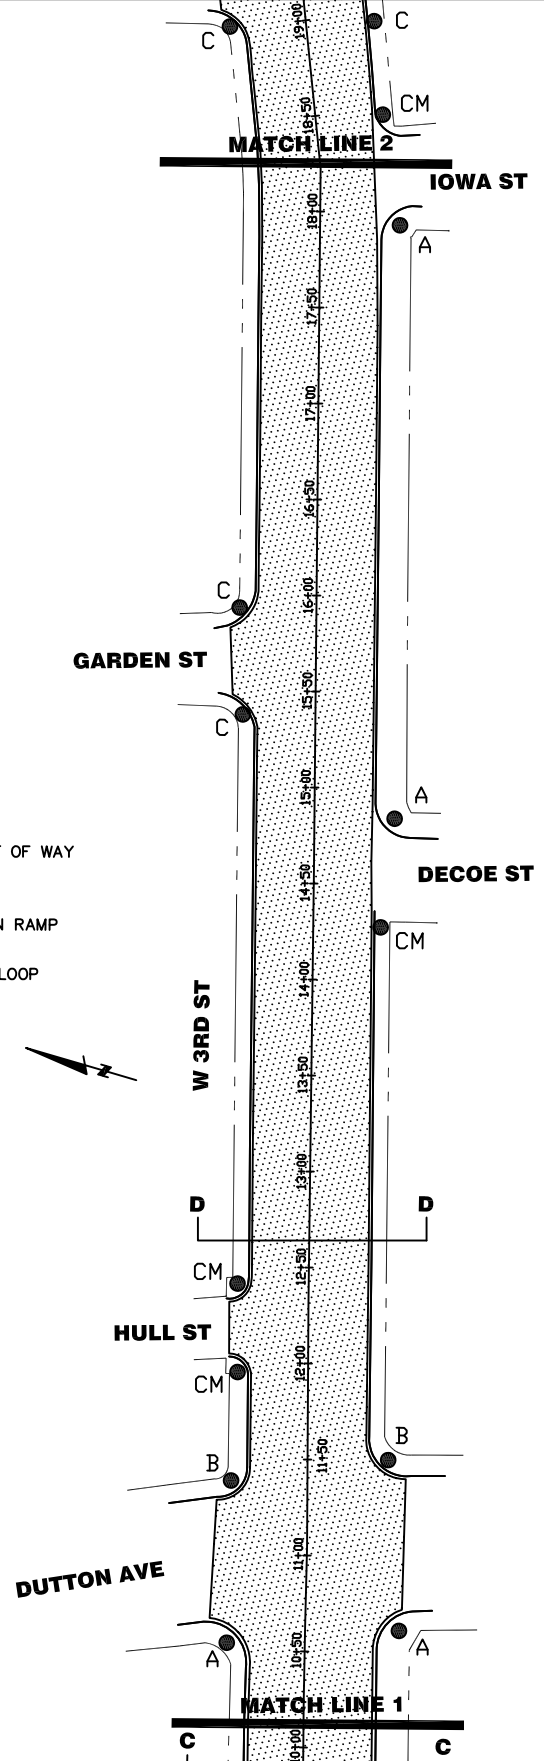 19+00
C
C
CM
18+50
MATCH LINE 2
IOWA ST
18+00
A
17+50
17+00
16+50
C
16+00
GARDEN ST
15+50
C
15+00
A
OF WAY
DECOE ST
14+50
RAMP
CM
LOOP
14+00
W 3RD ST
13+50
Z
13+00
D
D
CM
12+50
HULL ST
12+00
CM
B
11+50
B
DUTTON AVE
11+00
A
A
10+50
MATCH LINE 1
C
C